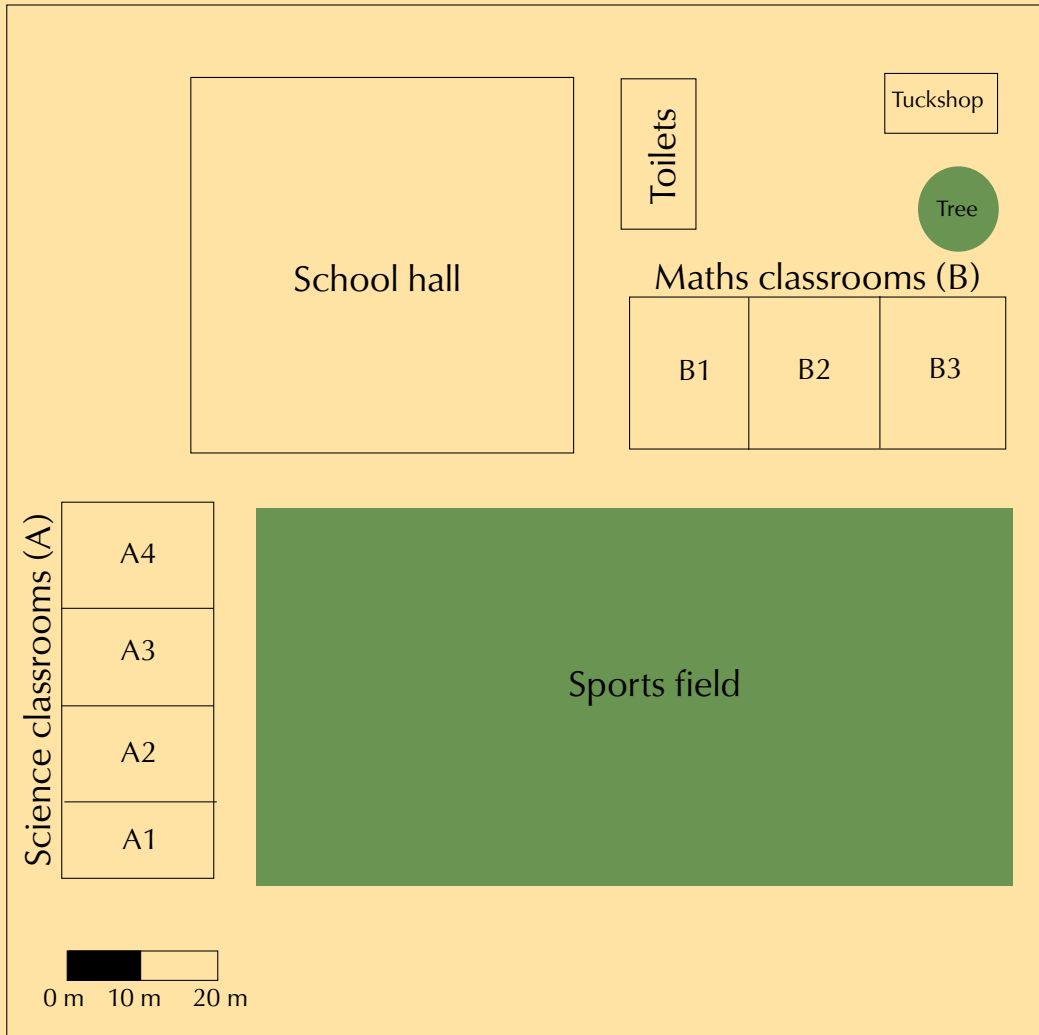 Tuckshop
Toilets
Tree
School hall
Maths classrooms (B)
B1
B2
B3
Science classrooms (A)
A4
A3
A2
A1
Sports field
0 m
10 m
20 m